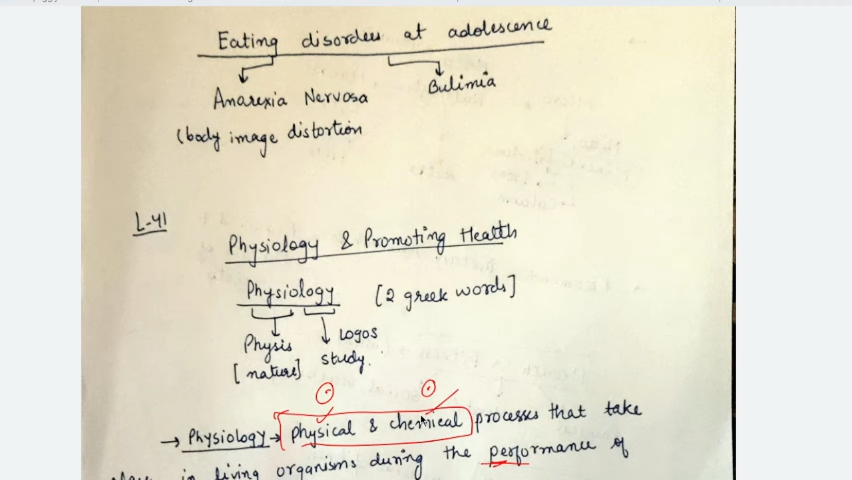 Eating disorders at adolescence
Anarexia Nervosa
Bulimia
(body image distortion
L-41
Physiology & Promoting Health
Physiology [2 greek words]
Physis
[nature]
Logos
study.
→ Physiology → physical & chemical processes that take
in living organisms during the performance of